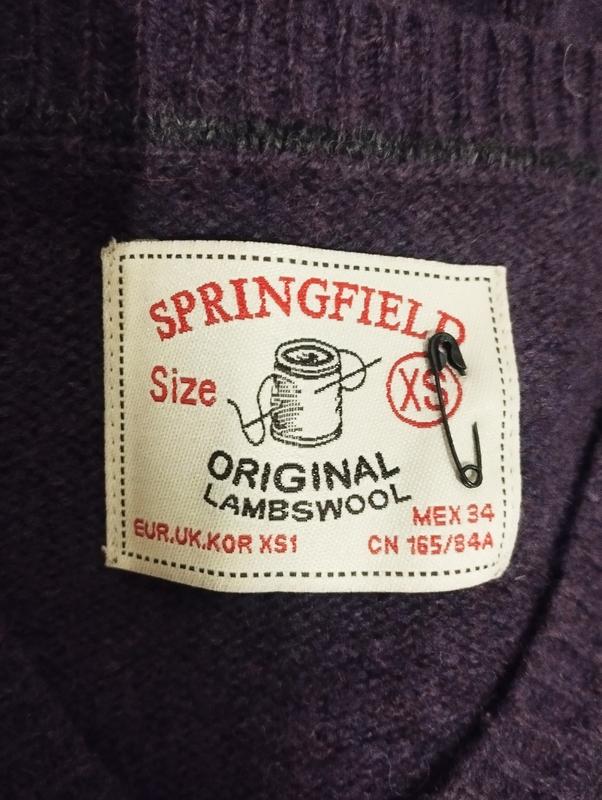 SPRINGFIELD
Size XS
ORIGINAL
LAMBSWOOL
MEX 34
EUR.UK.KOR XS1 CN 165/84A